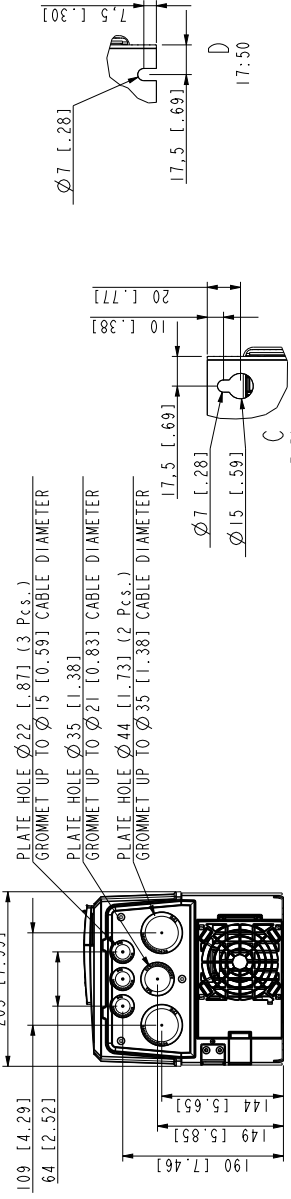 PLATE HOLE Ø22 [.87] (3 Pcs.)
GROMMET UP TO Ø15 [0.59] CABLE DIAMETER
PLATE HOLE Ø35 [1.38]
GROMMET UP TO Ø21 [0.83] CABLE DIAMETER
PLATE HOLE Ø44 [1.73] (2 Pcs.)
GROMMET UP TO Ø35 [1.38] CABLE DIAMETER
109 [4.29]
64 [2.52]
190 [7.46]
149 [5.85]
144 [5.65]
17,5 [.69]
Ø7 [.28]
Ø15 [.59]
10 [.38]
20 [.77]
C
Ø7 [.28]
17,5 [.69]
7,5 [.30]
D
17:50